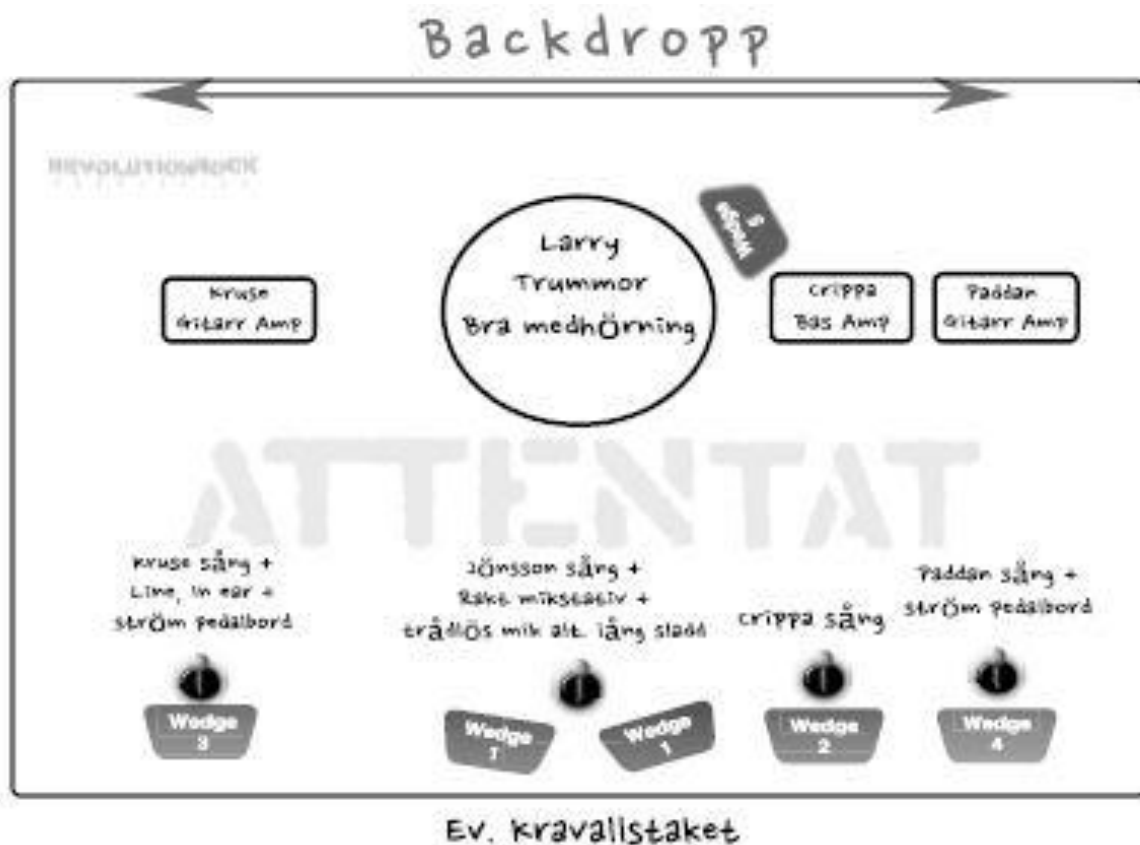 Backdropp
REVOLUTIONROCK
Wedge
5
Larry
Trummor
Bra medhörning
Kruse
Gitarr Amp
Crippa
Bas Amp
Paddan
Gitarr Amp
ATTENTAT
Kruse sång +
Line, in ear +
ström pedalbord
Jönsson sång +
Rakt mikstativ +
trådlös mik alt. lång sladd
Crippa sång
Paddan sång +
ström pedalbord
Wedge
3
Wedge
1
Wedge
1
Wedge
2
Wedge
4
Ev. kravallstaket